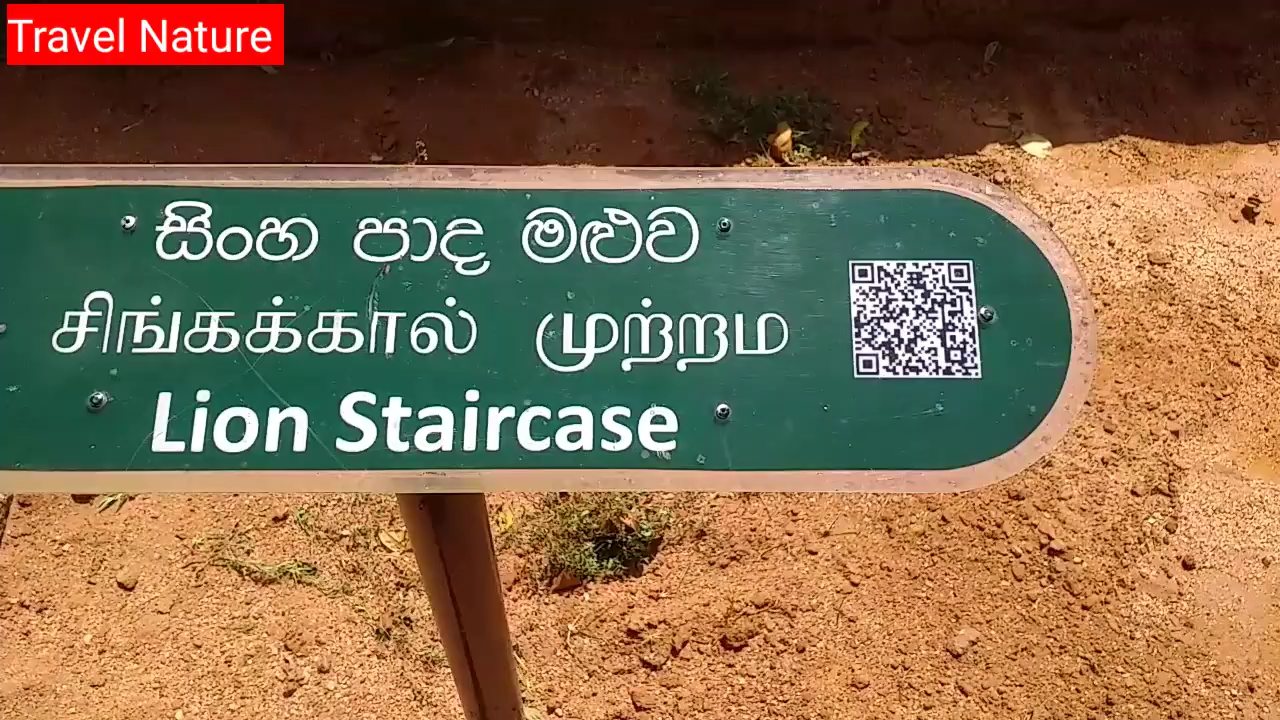 Travel Nature
සිංහ පාද මළුව
சிங்கக்கால் முற்றம
Lion Staircase